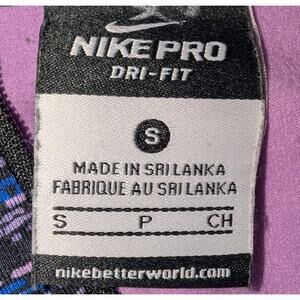 NIKE PRO
DRI-FIT
S
MADE IN SRI LANKA
FABRIQUE AU SRI LANKA
S P CH
nikebetterworld.com